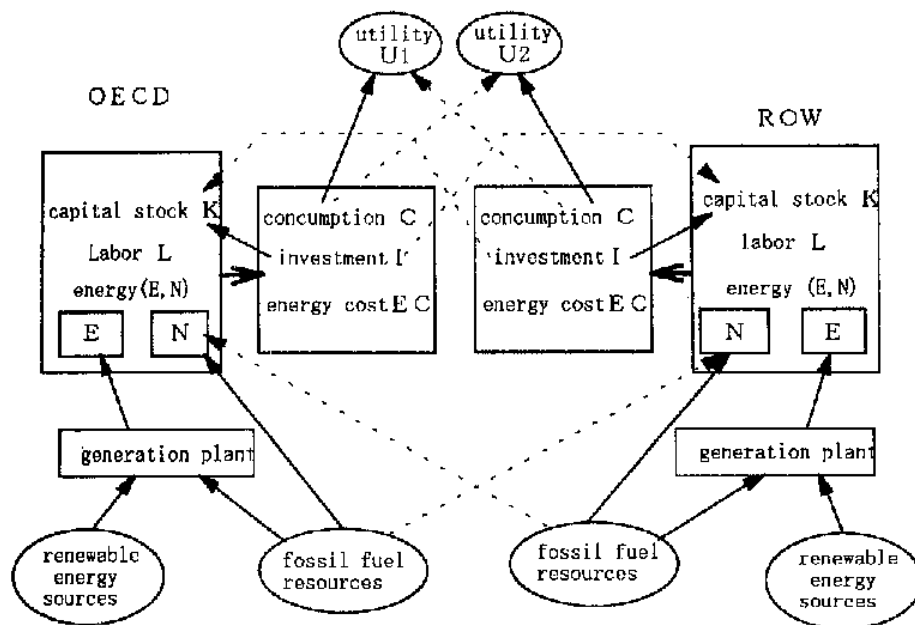 utility
U1
utility
U2
OECD
ROW
capital stock K
Labor L
energy(E,N)
E
N
concumption C
investment I
energy cost EC
concumption C
investment I
energy cost EC
capital stock K
labor L
energy (E,N)
N
E
generation plant
generation plant
renewable
energy
sources
fossil fuel
resources
fossil fuel
resources
renewable
energy
sources